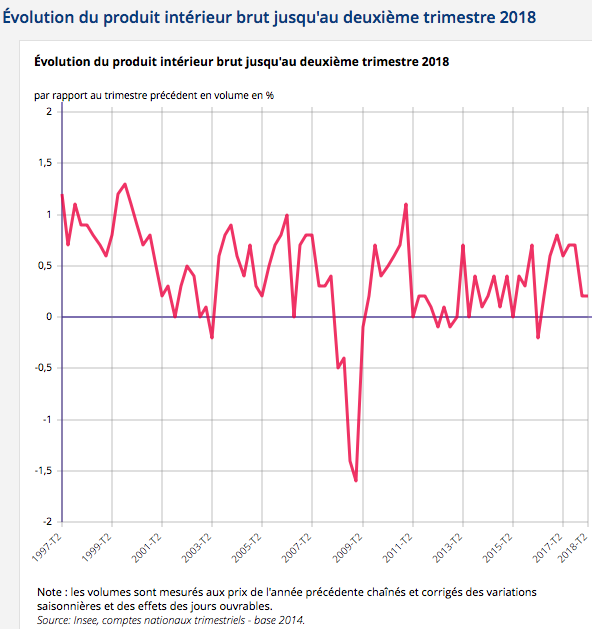 Évolution du produit intérieur brut jusqu'au deuxième trimestre 2018
Évolution du produit intérieur brut jusqu'au deuxième trimestre 2018
par rapport au trimestre précédent en volume en %
2
1,5
1
0,5
0
-0,5
-1
-1,5
-2
1997-T2
1999-T2
2001-T2
2003-T2
2005-T2
2007-T2
2009-T2
2011-T2
2013-T2
2015-T2
2017-T2
2018-T2
Note : les volumes sont mesurés aux prix de l'année précédente chaînés et corrigés des variations
saisonnières et des effets des jours ouvrables.
Source: Insee, comptes nationaux trimestriels - base 2014.